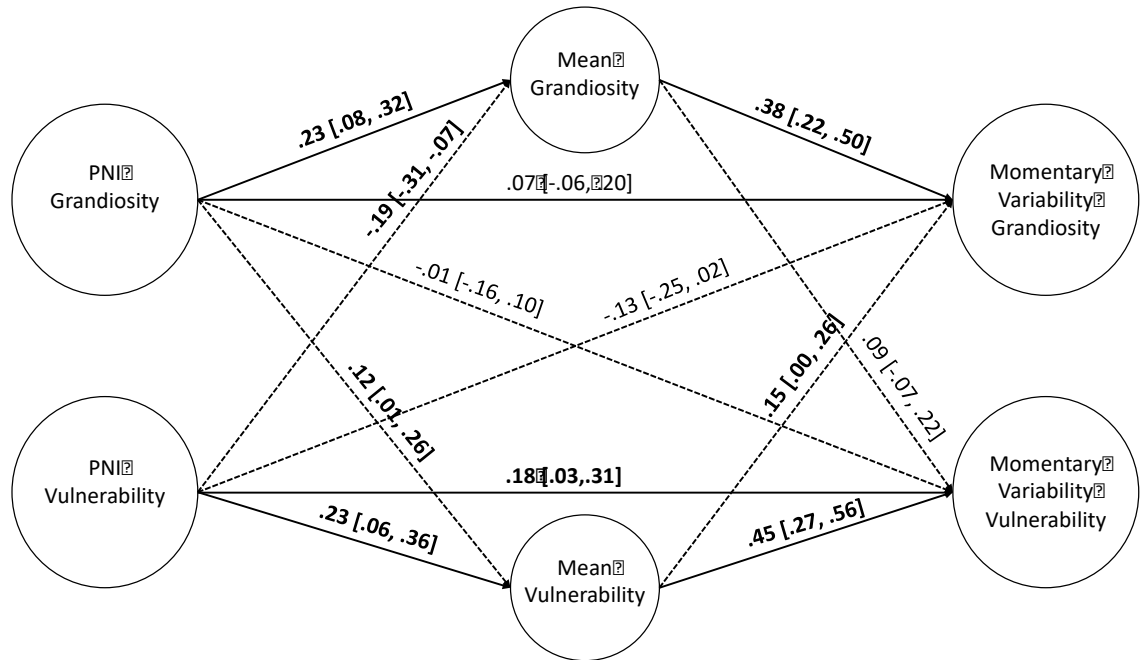 Mean
Grandiosity
.23 [.08, .32]
.38 [.22, .50]
PNI
Grandiosity
-.19 [-.31, -.07]
.07 [-.06, 20]
Momentary
Variability
Grandiosity
-.01 [-.16, .10]
-.13 [-.25, .02]
.12 [.01, .26]
.15 [.00, .26]
.09 [-.07, .22]
PNI
Vulnerability
.18 [.03,.31]
Momentary
Variability
Vulnerability
.23 [.06, .36]
.45 [.27, .56]
Mean
Vulnerability